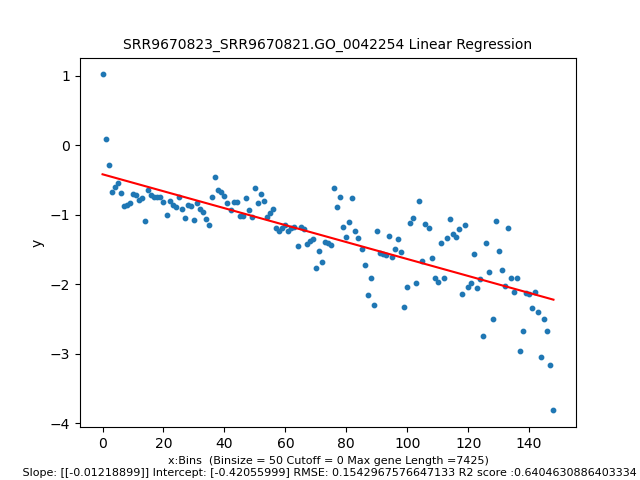 SRR9670823_SRR9670821.GO_0042254 Linear Regression
1
0
−1
−2
−3
−4
y
0 20 40 60 80 100 120 140
x:Bins (Binsize = 50 Cutoff = 0 Max gene Length =7425)
Slope: [[-0.01218899]] Intercept: [-0.42055999] RMSE: 0.1542967576647133 R2 score :0.6404630886403334